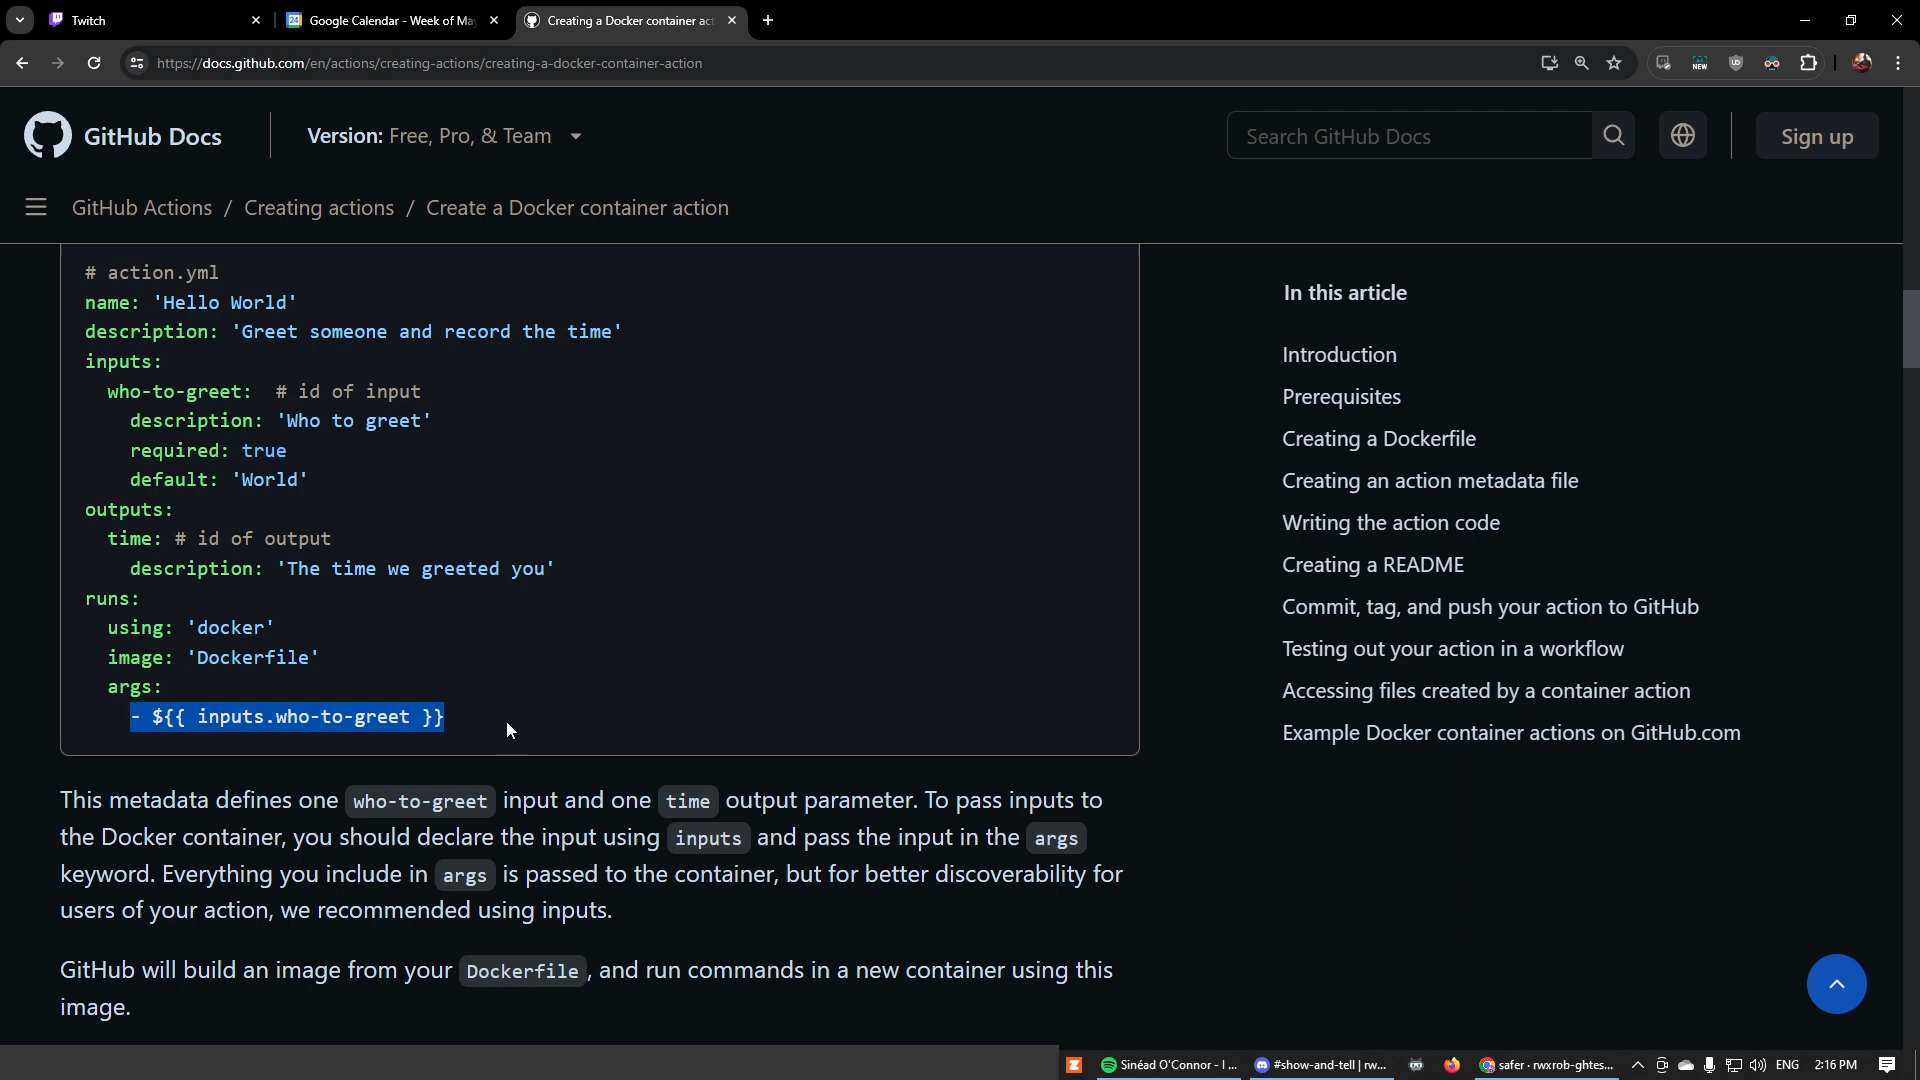 Twitch
Google Calendar - Week of Ma
Creating a Docker container act
https://docs.github.com/en/actions/creating-actions/creating-a-docker-container-action
NEW
GitHub Docs
Version: Free, Pro, & Team
Search GitHub Docs
Sign up
GitHub Actions / Creating actions / Create a Docker container action
# action.yml
name: 'Hello World'
description: 'Greet someone and record the time'
inputs:
who-to-greet: # id of input
description: 'Who to greet'
required: true
default: 'World'
outputs:
time: # id of output
description: 'The time we greeted you'
runs:
using: 'docker'
image: 'Dockerfile'
args:
- ${{ inputs.who-to-greet }}
This metadata defines one who-to-greet input and one time output parameter. To pass inputs to
the Docker container, you should declare the input using inputs and pass the input in the args
keyword. Everything you include in args is passed to the container, but for better discoverability for
users of your action, we recommended using inputs.
GitHub will build an image from your Dockerfile, and run commands in a new container using this
image.
In this article
Introduction
Prerequisites
Creating a Dockerfile
Creating an action metadata file
Writing the action code
Creating a README
Commit, tag, and push your action to GitHub
Testing out your action in a workflow
Accessing files created by a container action
Example Docker container actions on GitHub.com
Sinéad O'Connor - I ...
#show-and-tell | rw...
safer · rwxrob-ghtes...
ENG
2:16 PM